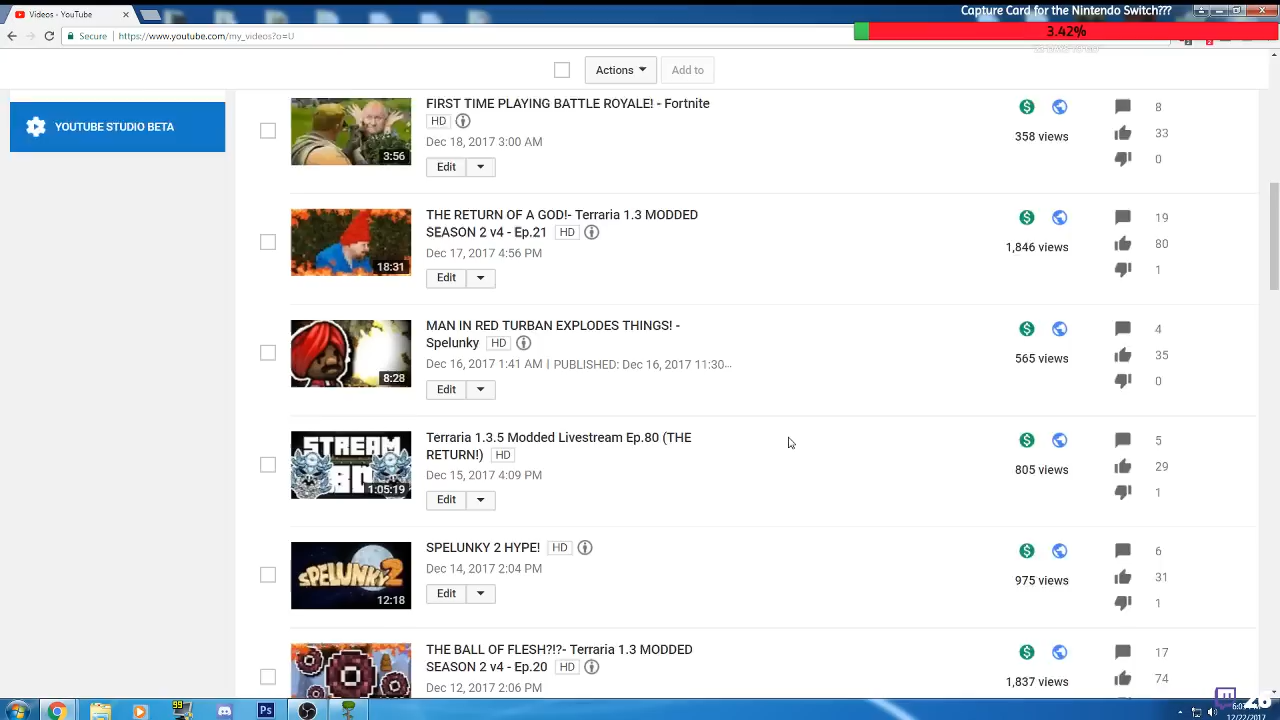 Videos - YouTube
Capture Card for the Nintendo Switch???
Secure | https://www.youtube.com/my_videos?o=U
3.42%
Actions
Add to
YOUTUBE STUDIO BETA
FIRST TIME PLAYING BATTLE ROYALE! - Fortnite
HD
Dec 18, 2017 3:00 AM
Edit
3:56
358 views
8
33
0
THE RETURN OF A GOD!- Terraria 1.3 MODDED
SEASON 2 v4 - Ep.21 HD
Dec 17, 2017 4:56 PM
Edit
18:31
1,846 views
19
80
1
MAN IN RED TURBAN EXPLODES THINGS! -
Spelunky HD
Dec 16, 2017 1:41 AM | PUBLISHED: Dec 16, 2017 11:30...
Edit
8:28
565 views
4
35
0
Terraria 1.3.5 Modded Livestream Ep.80 (THE
RETURN!) HD
Dec 15, 2017 4:09 PM
Edit
STREAM
80
1:05:19
805 views
5
29
1
SPELUNKY 2 HYPE! HD
Dec 14, 2017 2:04 PM
Edit
SPELUNKY 2
12:18
975 views
6
31
1
THE BALL OF FLESH?!?- Terraria 1.3 MODDED
SEASON 2 v4 - Ep.20 HD
Dec 12, 2017 2:06 PM
1,837 views
17
74
99
Ps
12/22/2017